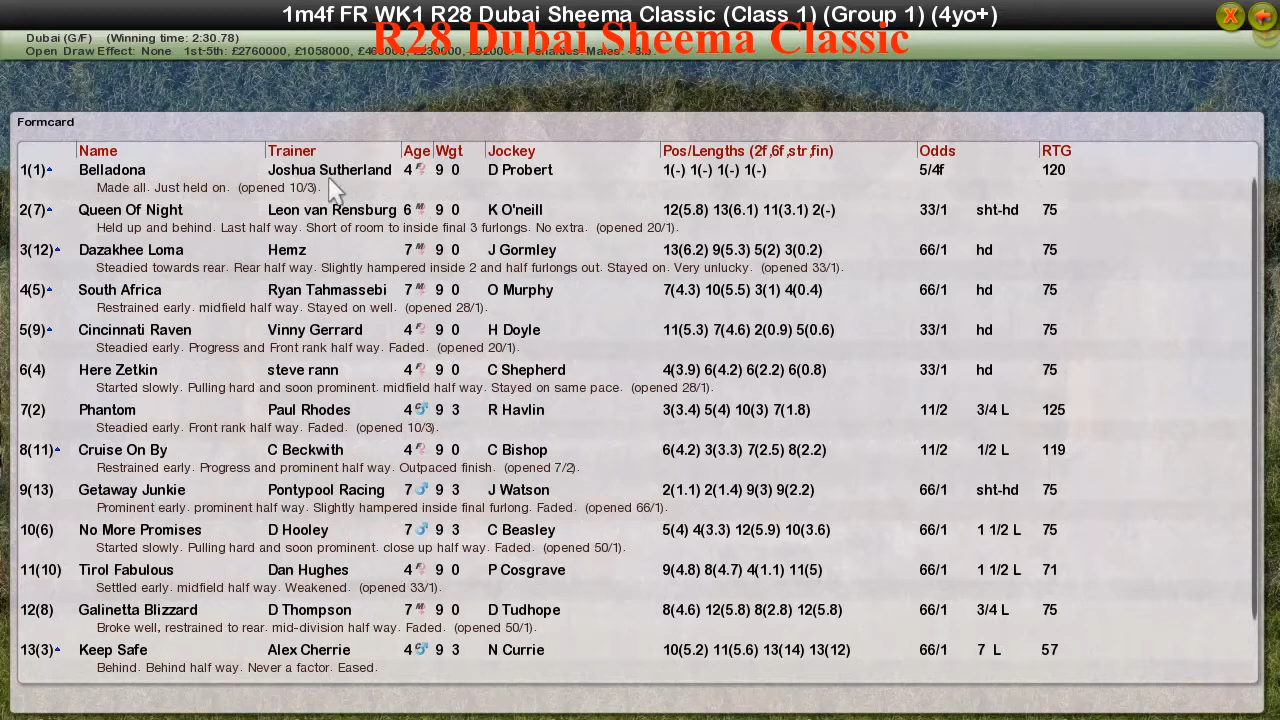 1m4f FR WK1 R28 Dubai Sheema Classic (Class 1) (Group 1) (4yo+)
R28 Dubai Sheema Classic
Dubai (G/F) (Winning time: 2:30.78)
Open Draw Effect: None 1st-5th: £2760000, £1058000,
Formcard
Name Trainer Age Wgt Jockey Pos/Lengths (2f,6f,str,fin) Odds RTG
1(1) Belladona Joshua Sutherland 4 9 0 D Probert 1(-) 1(-) 1(-) 1(-) 5/4f 120
Made all. Just held on. (opened 10/3).
2(7) Queen Of Night Leon van Rensburg 6 9 0 K O'neill 12(5.8) 13(6.1) 11(3.1) 2(-) 33/1 sht-hd 75
Held up and behind. Last half way. Short of room to inside final 3 furlongs. No extra. (opened 20/1).
3(12) Dazakhee Loma Hemz 7 9 0 J Gormley 13(6.2) 9(5.3) 5(2) 3(0.2) 66/1 hd 75
Steadied towards rear. Rear half way. Slightly hampered inside 2 and half furlongs out. Stayed on. Very unlucky. (opened 33/1).
4(5) South Africa Ryan Tahmassebi 7 9 0 O Murphy 7(4.3) 10(5.5) 3(1) 4(0.4) 66/1 hd 75
Restrained early. midfield half way. Stayed on well. (opened 28/1).
5(9) Cincinnati Raven Vinny Gerrard 4 9 0 H Doyle 11(5.3) 7(4.6) 2(0.9) 5(0.6) 33/1 hd 75
Steadied early. Progress and Front rank half way. Faded. (opened 20/1).
6(4) Here Zetkin steve rann 4 9 0 C Shepherd 4(3.9) 6(4.2) 6(2.2) 6(0.8) 33/1 hd 75
Started slowly. Pulling hard and soon prominent. midfield half way. Stayed on same pace. (opened 28/1).
7(2) Phantom Paul Rhodes 4 9 3 R Havlin 3(3.4) 5(4) 10(3) 7(1.8) 11/2 3/4 L 125
Steadied early. Front rank half way. Faded. (opened 10/3).
8(11) Cruise On By C Beckwith 4 9 0 C Bishop 6(4.2) 3(3.3) 7(2.5) 8(2.2) 11/2 1/2 L 119
Restrained early. Progress and prominent half way. Outpaced finish. (opened 7/2).
9(13) Getaway Junkie Pontypool Racing 7 9 3 J Watson 2(1.1) 2(1.4) 9(3) 9(2.2) 66/1 sht-hd 75
Prominent early. prominent half way. Slightly hampered inside final furlong. Faded. (opened 66/1).
10(6) No More Promises D Hooley 7 9 3 C Beasley 5(4) 4(3.3) 12(5.9) 10(3.6) 66/1 1 1/2 L 75
Started slowly. Pulling hard and soon prominent. close up half way. Faded. (opened 50/1).
11(10) Tirol Fabulous Dan Hughes 4 9 0 P Cosgrave 9(4.8) 8(4.7) 4(1.1) 11(5) 66/1 1 1/2 L 71
Settled early. midfield half way. Weakened. (opened 33/1).
12(8) Galinetta Blizzard D Thompson 7 9 0 D Tudhope 8(4.6) 12(5.8) 8(2.8) 12(5.8) 66/1 3/4 L 75
Broke well, restrained to rear. mid-division half way. Faded. (opened 50/1).
13(3) Keep Safe Alex Cherrie 4 9 3 N Currie 10(5.2) 11(5.6) 13(14) 13(12) 66/1 7 L 57
Behind. Behind half way. Never a factor. Eased.